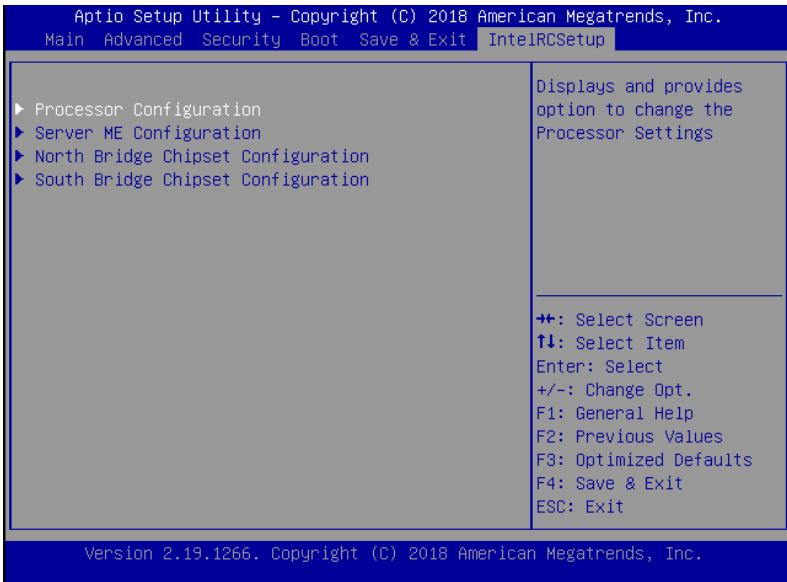 Aptio Setup Utility – Copyright (C) 2018 American Megatrends, Inc.
Main Advanced Security Boot Save & Exit IntelRCSetup
▶ Processor Configuration
▶ Server ME Configuration
▶ North Bridge Chipset Configuration
▶ South Bridge Chipset Configuration
Displays and provides
option to change the
Processor Settings
→←: Select Screen
↑↓: Select Item
Enter: Select
+/-: Change Opt.
F1: General Help
F2: Previous Values
F3: Optimized Defaults
F4: Save & Exit
ESC: Exit
Version 2.19.1266. Copyright (C) 2018 American Megatrends, Inc.